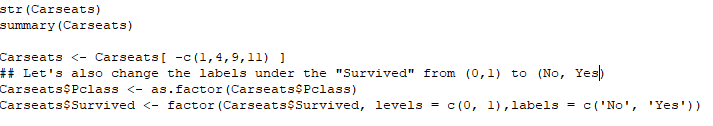 str(Carseats)
summary(Carseats)
Carseats <- Carseats[ -c(1,4,9,11) ]
## Let's also change the labels under the "Survived" from (0,1) to (No, Yes)
Carseats$Pclass <- as.factor(Carseats$Pclass)
Carseats$Survived <- factor(Carseats$Survived, levels = c(0, 1),labels = c('No', 'Yes'))